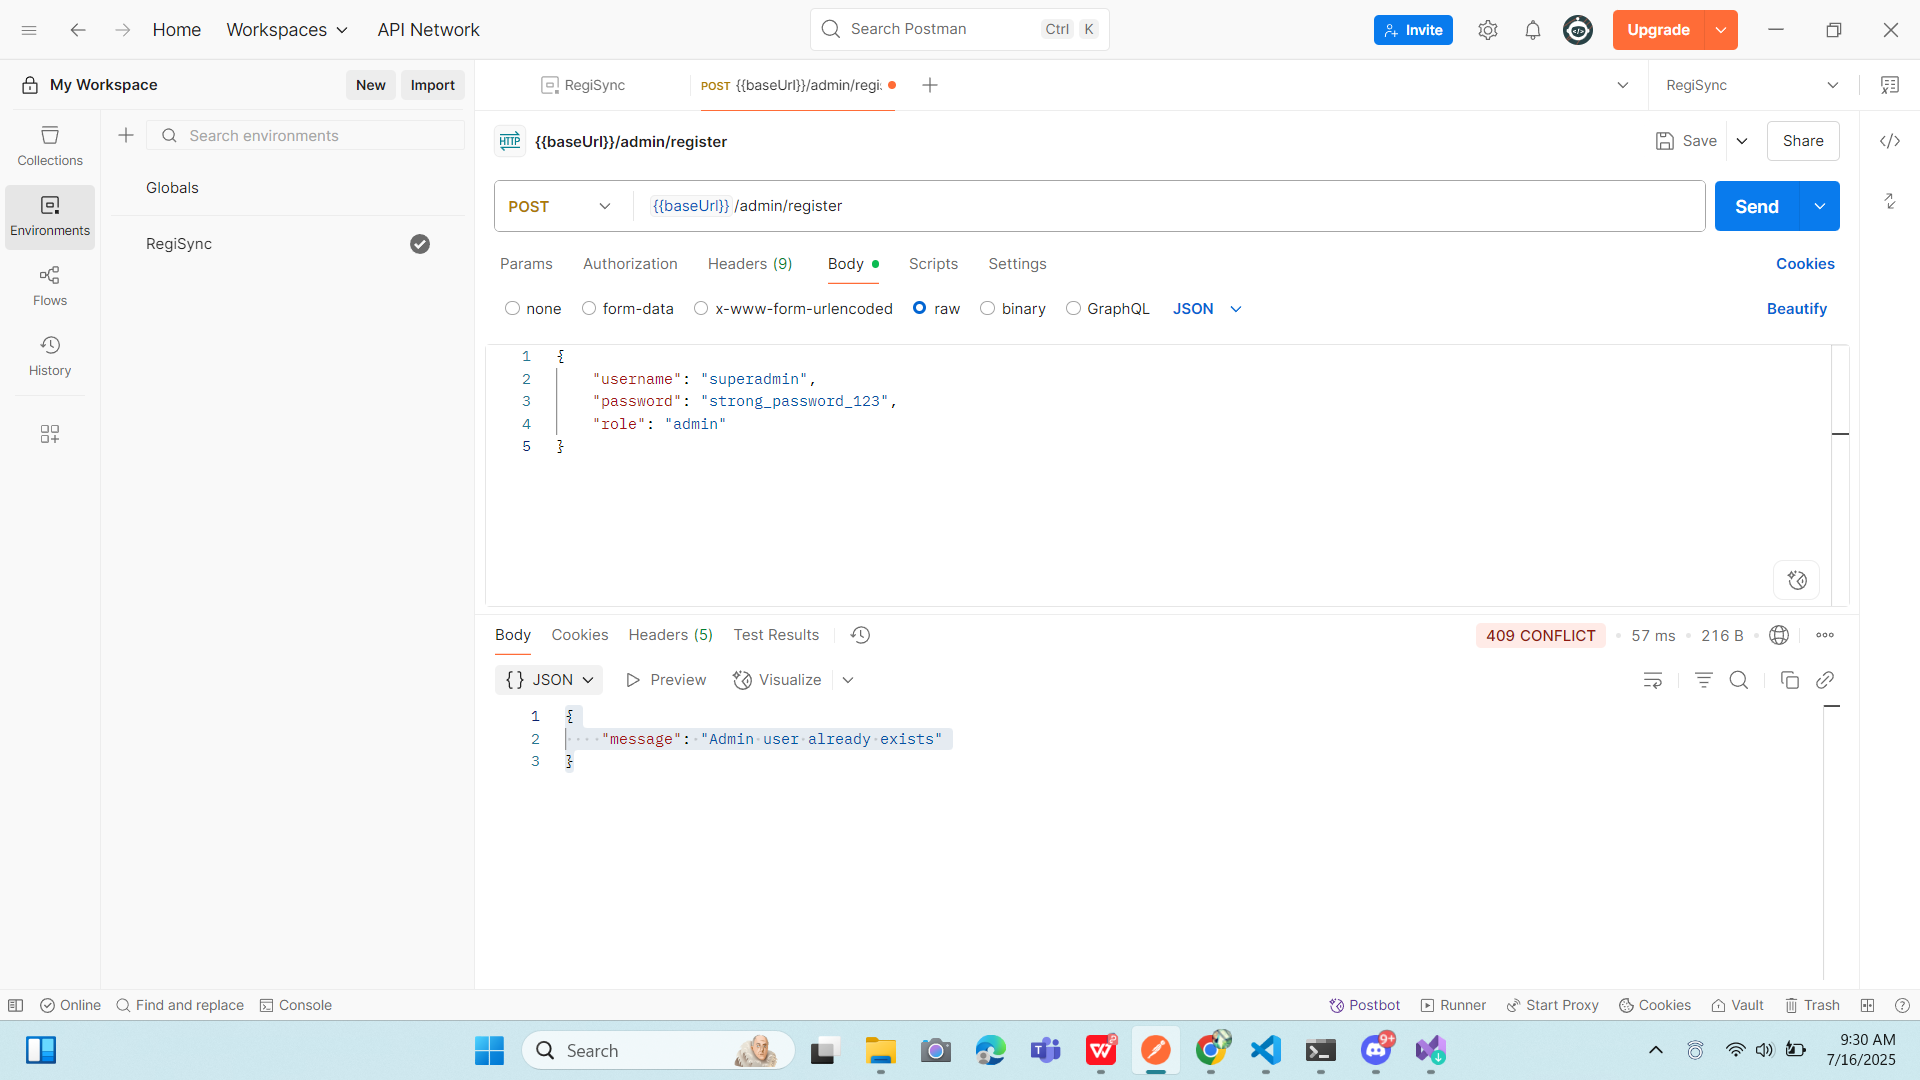 Home
Workspaces
API Network
Search Postman
Ctrl K
Invite
Upgrade
My Workspace
New
Import
RegiSync
POST {{baseUrl}}/admin/regi
RegiSync
Collections
Environments
Flows
History
Search environments
Globals
RegiSync
HTTP {{baseUrl}}/admin/register
Save
Share
POST
{{baseUrl}} /admin/register
Send
Params
Authorization
Headers (9)
Body
Scripts
Settings
Cookies
none
form-data
x-www-form-urlencoded
raw
binary
GraphQL
JSON
Beautify
1 {
2 "username": "superadmin",
3 "password": "strong_password_123",
4 "role": "admin"
5 }
Body
Cookies
Headers (5)
Test Results
409 CONFLICT
57 ms
216 B
{} JSON
Preview
Visualize
1 {
2 "message": "Admin user already exists"
3 }
Online
Find and replace
Console
Postbot
Runner
Start Proxy
Cookies
Vault
Trash
Search
9+
9:30 AM
7/16/2025